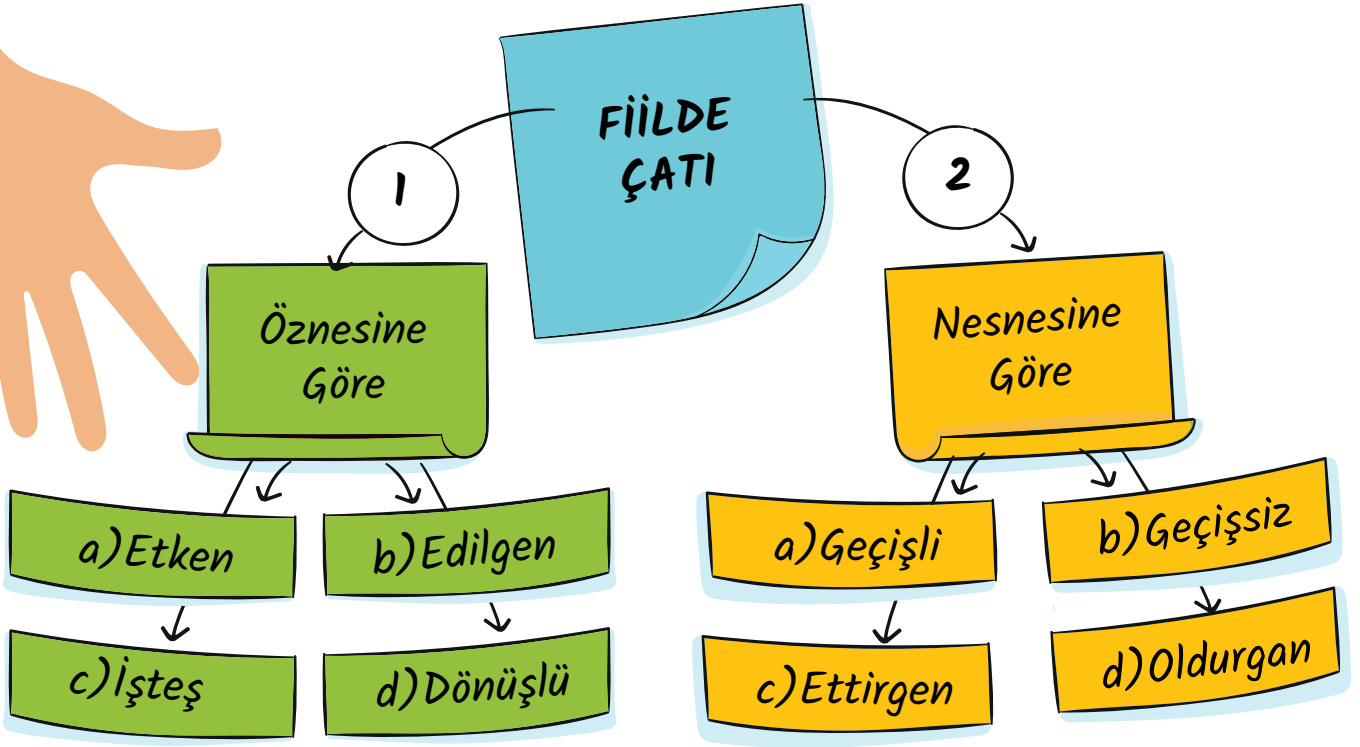 FİİLDE
ÇATI
1
2
Öznesine
Göre
Nesnesine
Göre
a)Etken
b)Edilgen
a)Geçişli
b)Geçişsiz
c)İşteş
d)Dönüşlü
c)Ettirgen
d)Oldurgan